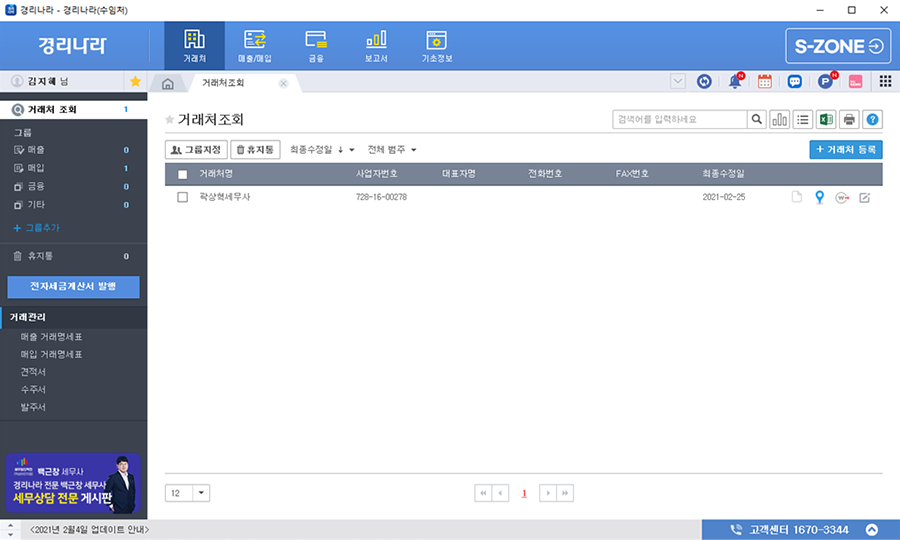 경리나라 - 경리나라(수임처)
경리나라
거래처
매출/매입
금융
보고서
기초정보
S-ZONE
김지혜 님
거래처조회
N
P N
거래처 조회 1
그룹
매출 0
매입 1
금융 0
기타 0
+ 그룹추가
휴지통 0
전자세금계산서 발행
거래관리
매출 거래명세표
매입 거래명세표
견적서
수주서
발주서
거래처조회
검색어를 입력하세요
?
그룹지정
휴지통
최종수정일 ↓
전체 범주
+ 거래처 등록
거래처명 사업자번호 대표자명 전화번호 FAX번호 최종수정일
곽상혁세무사 728-16-00278 2021-02-25
12
1
백근창 세무사
경리나라 전문 백근창 세무사
세무상담 전문 게시판
<2021년 2월4일 업데이트 안내>
고객센터 1670-3344